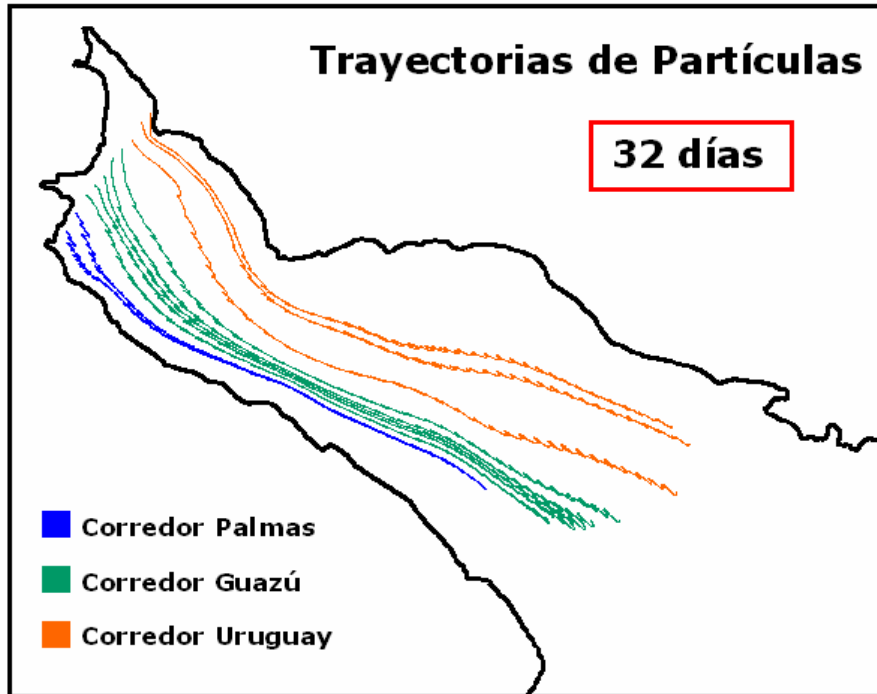 Trayectorias de Partículas
32 días
Corredor Palmas
Corredor Guazú
Corredor Uruguay